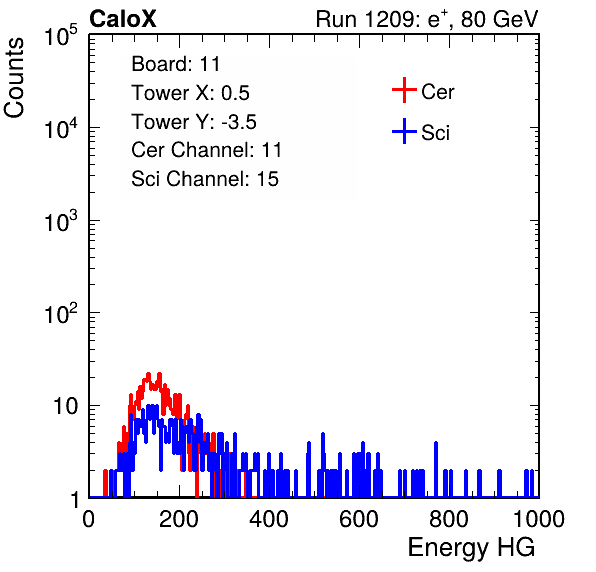 CaloX Run 1209: e⁺, 80 GeV
Counts
Board: 11
Tower X: 0.5
Tower Y: -3.5
Cer Channel: 11
Sci Channel: 15
Cer
Sci
10⁵
10⁴
10³
10²
10
1
0 200 400 600 800 1000
Energy HG